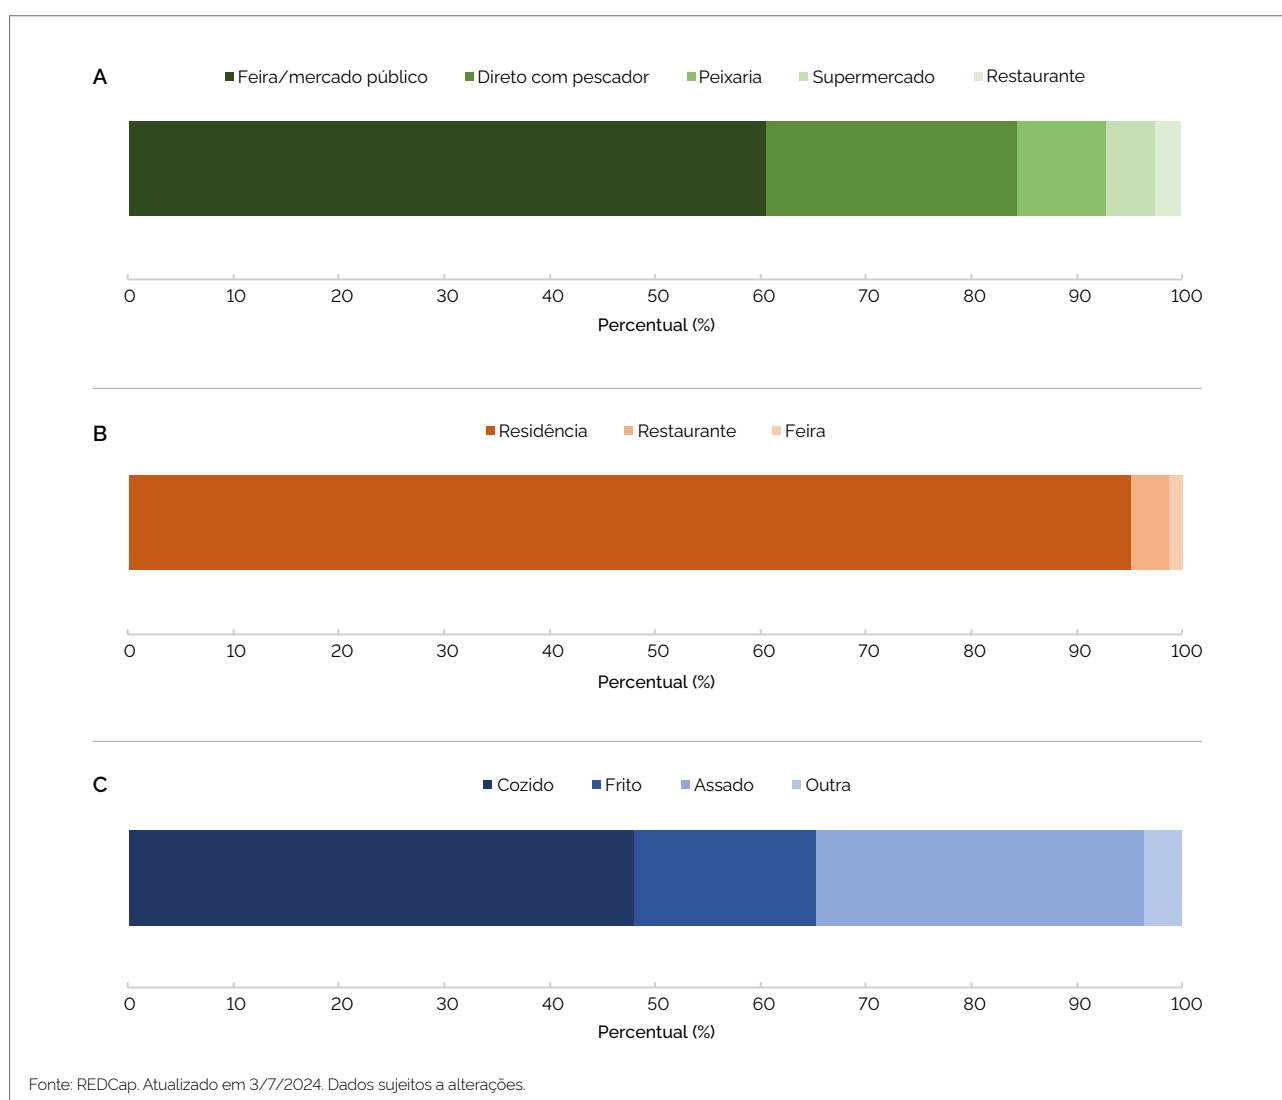 A
Feira/mercado público Direto com pescador Peixaria Supermercado Restaurante
0 10 20 30 40 50 60 70 80 90 100
Percentual (%)
B
Residência Restaurante Feira
0 10 20 30 40 50 60 70 80 90 100
Percentual (%)
C
Cozido Frito Assado Outra
0 10 20 30 40 50 60 70 80 90 100
Percentual (%)
Fonte: REDCap. Atualizado em 3/7/2024. Dados sujeitos a alterações.